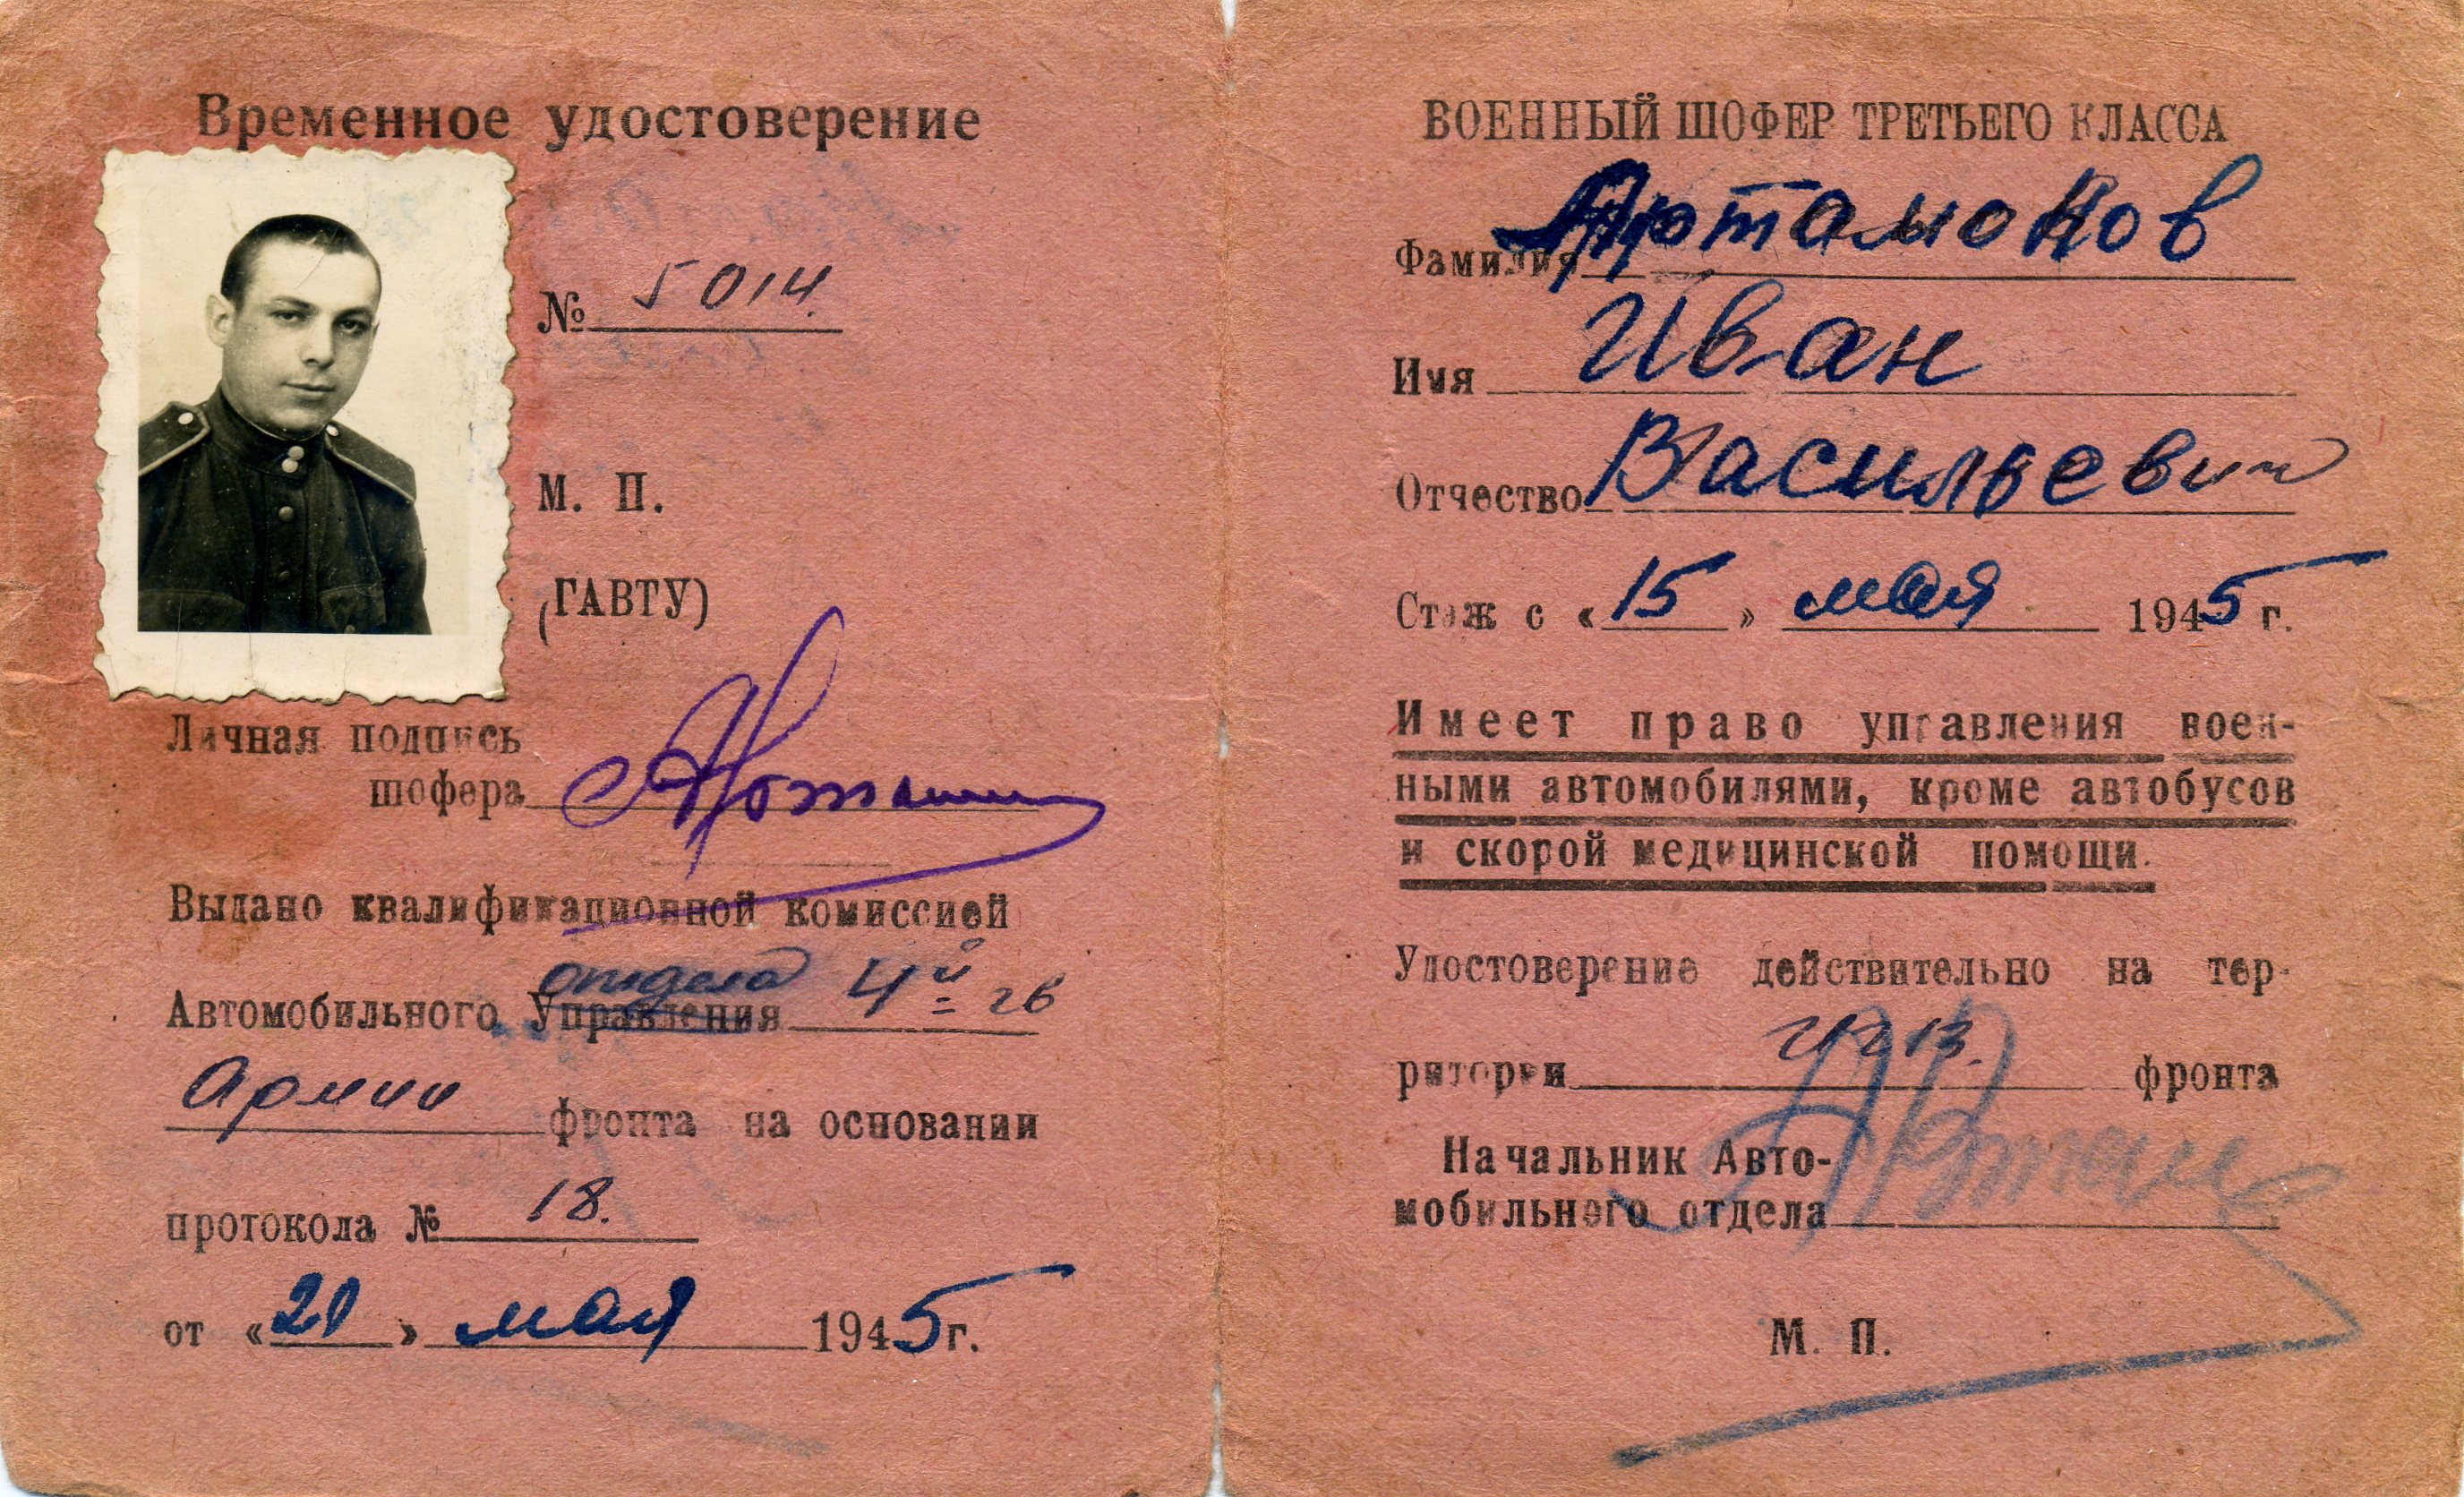 Временное удостоверение
№ 5014.
М. П.
(ГАВТУ)
Личная подпись
шофера
Выдано квалификационной комиссией
отдела 4й гв
Автомобильного Управления
Армии фронта на основании
протокола № 18.
от «20» мая 1945 г.
ВОЕННЫЙ ШОФЕР ТРЕТЬЕГО КЛАССА
Фамилия Артамонов
Имя Иван
Отчество Васильевич
Стаж с «15» мая 1945 г.
Имеет право управления воен-
ными автомобилями, кроме автобусов
и скорой медицинской помощи.
Удостоверение действительно на тер-
ритории фронта
Начальник Авто-
мобильного отдела
М. П.